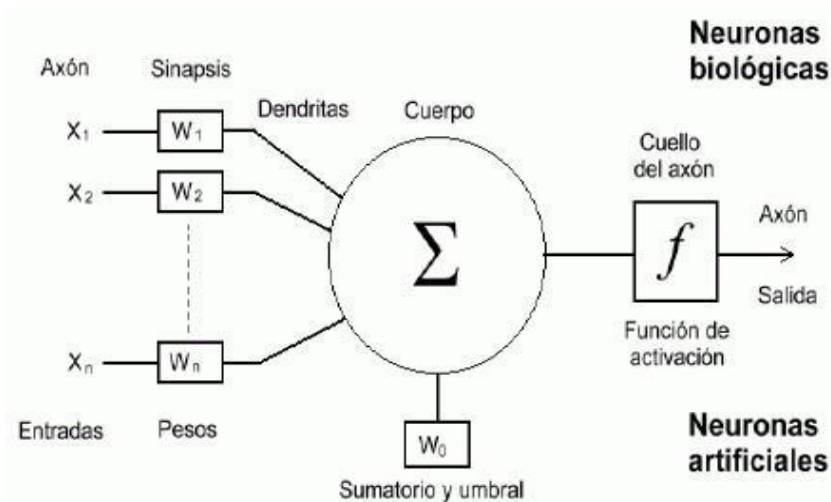 Neuronas
biológicas
Axón
Sinapsis
Dendritas
Cuerpo
Cuello
del axón
X1
W1
X2
W2
Σ
f
Axón
Salida
Xn
Wn
Función de
activación
Entradas
Pesos
W0
Sumatorio y umbral
Neuronas
artificiales